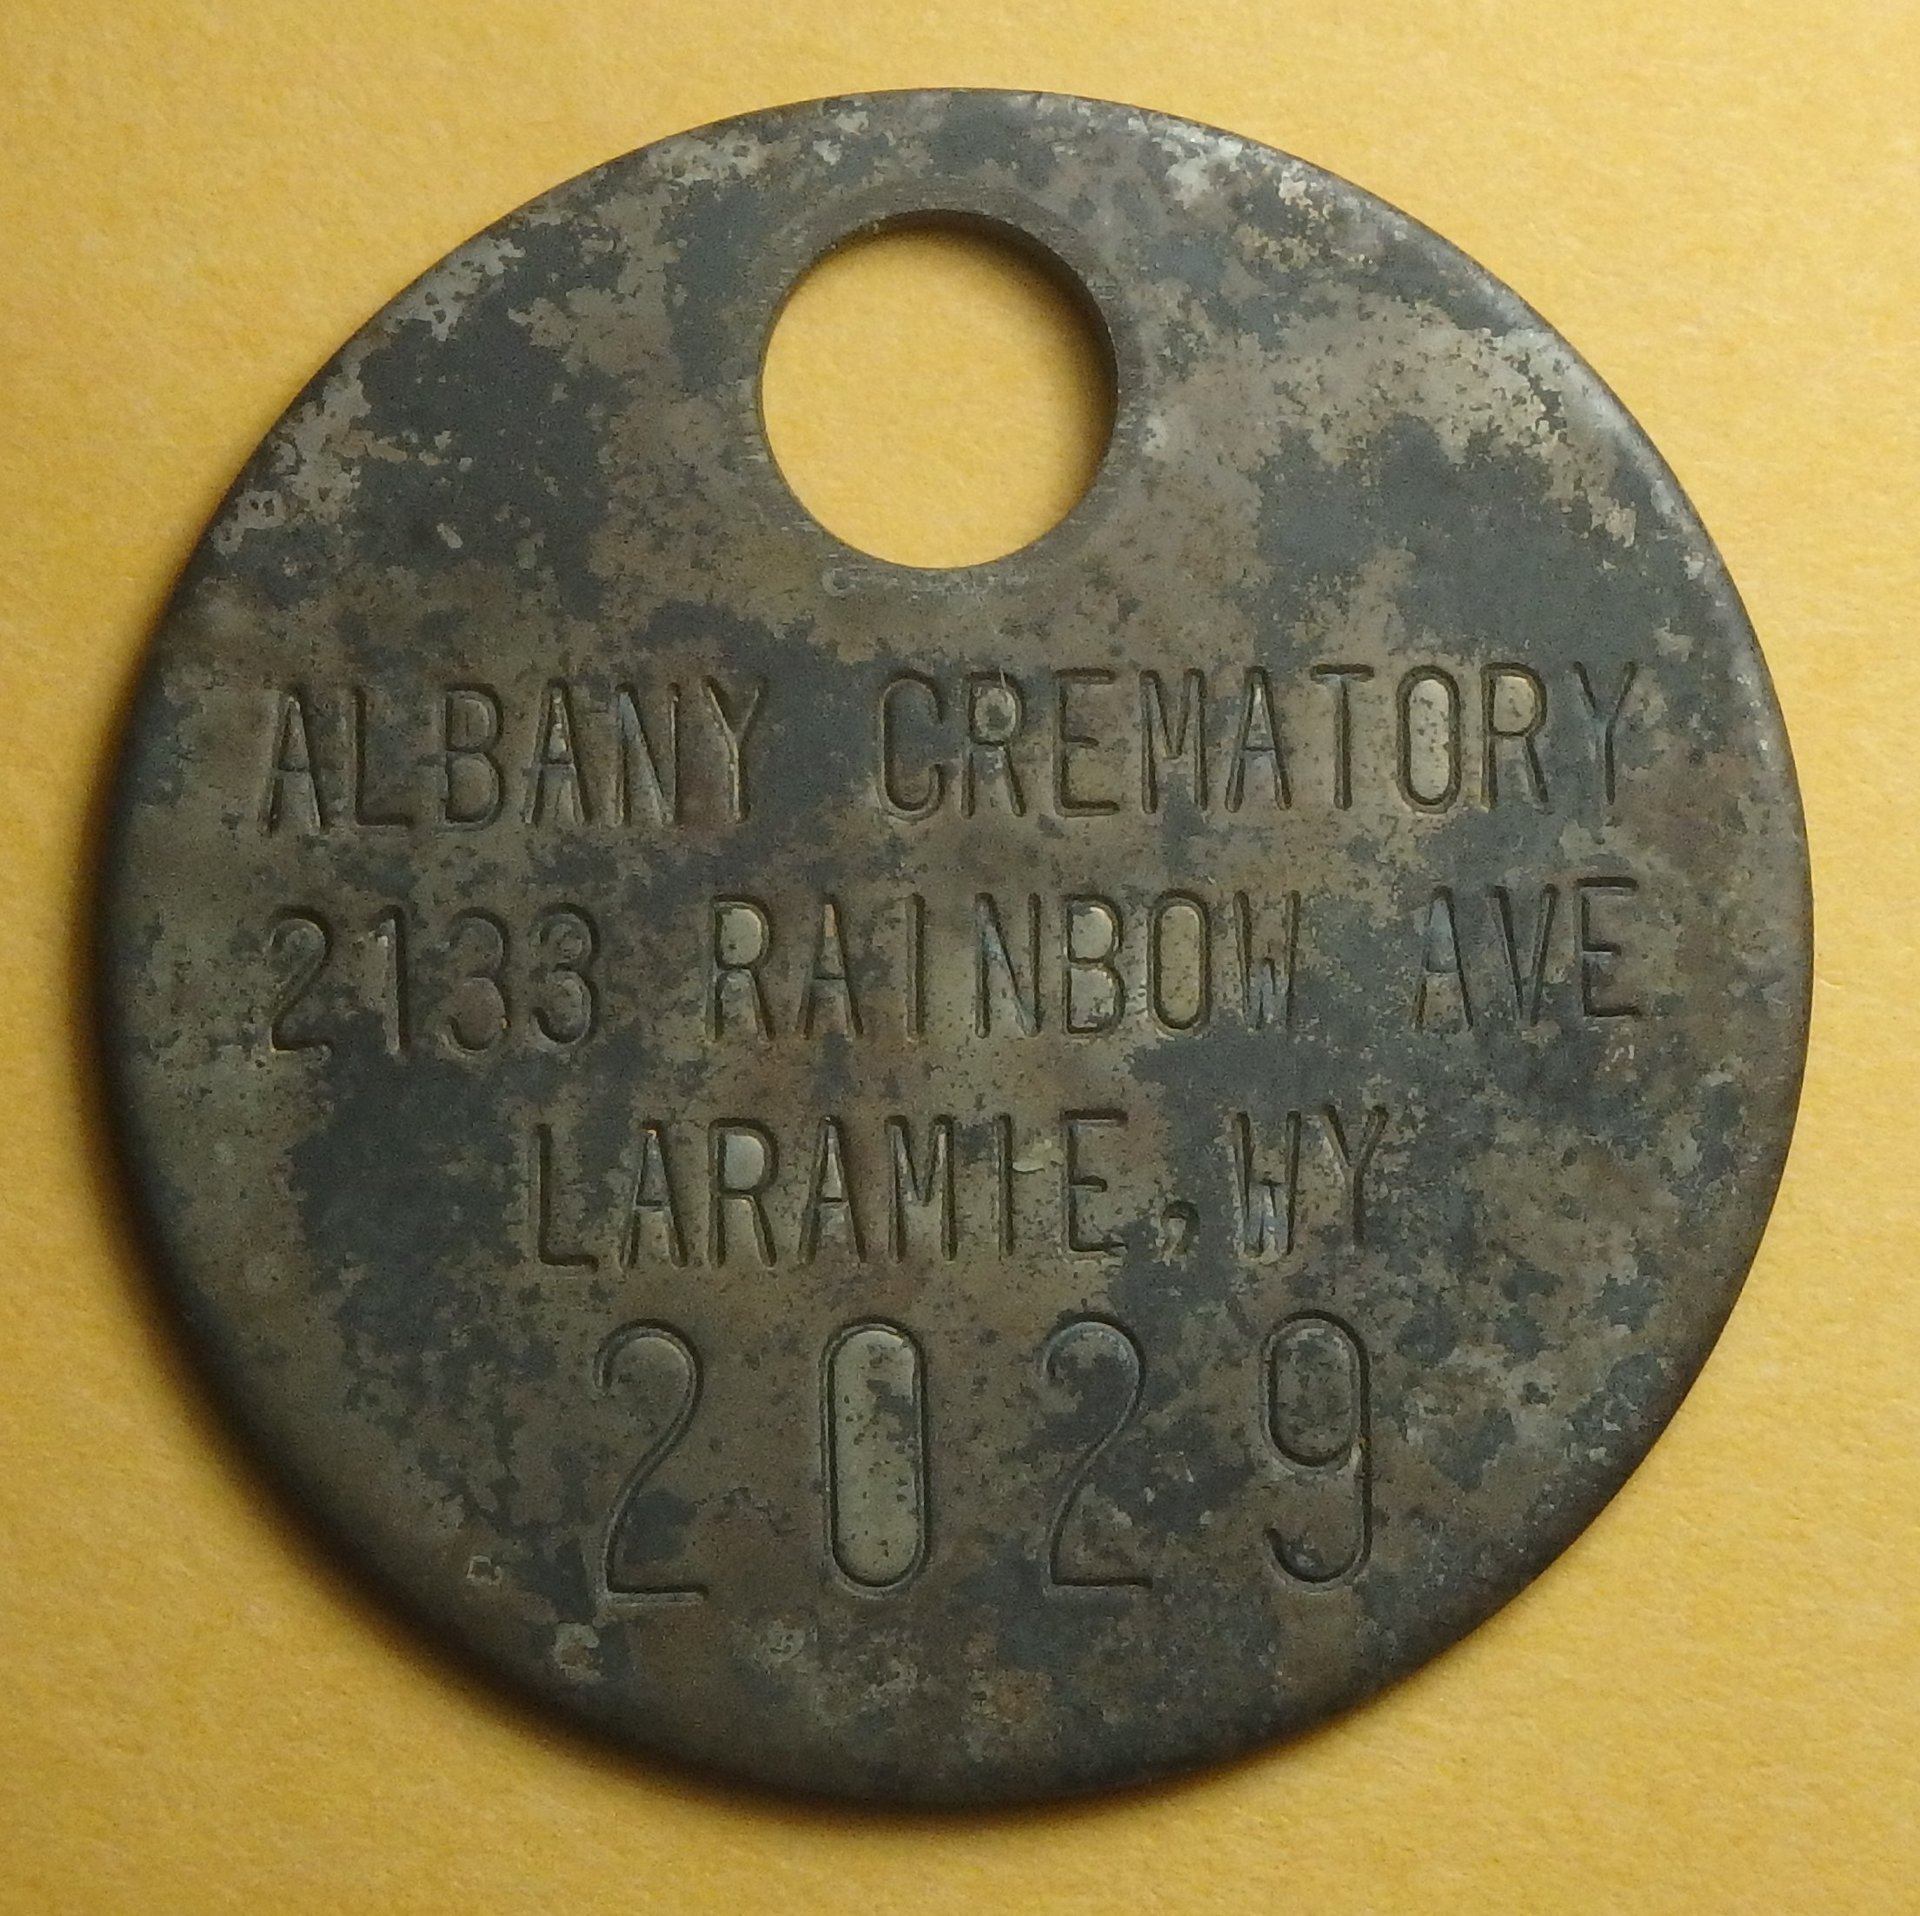 ALBANY CREMATORY
2133 RAINBOW AVE
LARAMIE, WY
2029